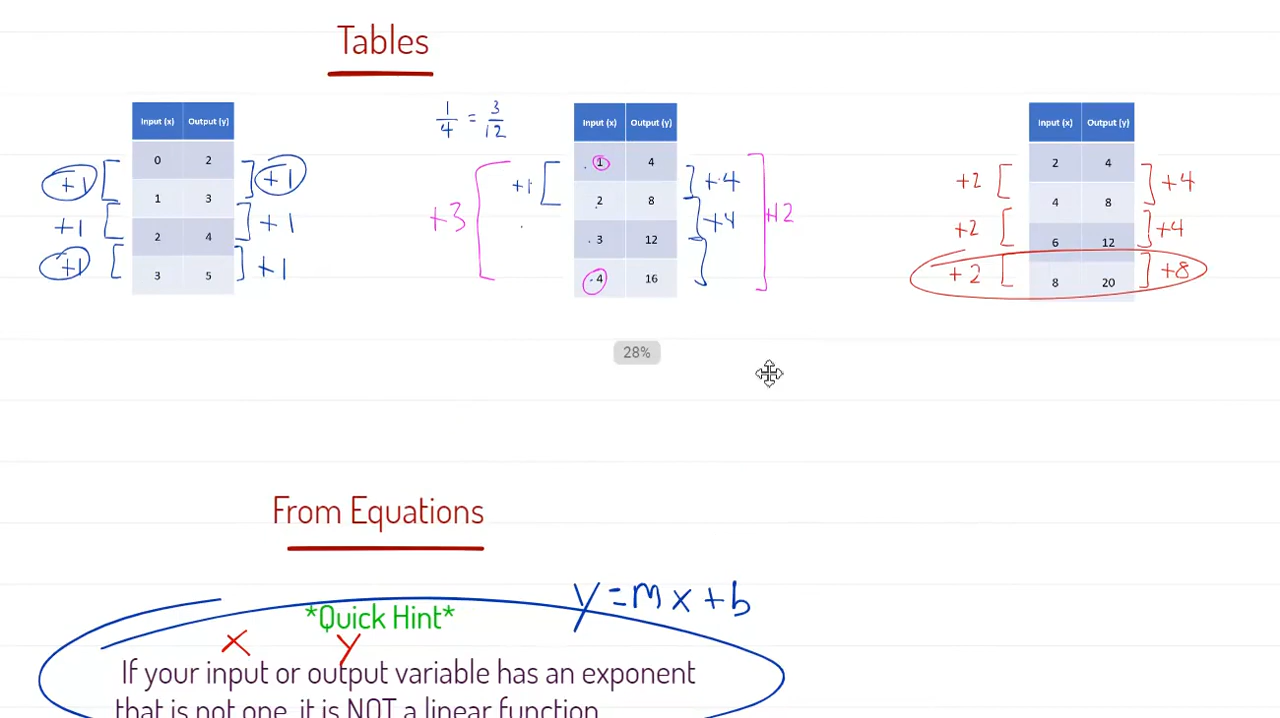 Tables
Input (x) Output (y)
0 2
1 3
2 4
3 5
+1 +1
+1 +1
+1 +1
1/4 = 3/12
Input (x) Output (y)
1 4
2 8
3 12
4 16
+3 +1 +4 +12
+4
Input (x) Output (y)
2 4
4 8
6 12
8 20
+2 +4
+2 +4
+2 +8
28%
From Equations
y=mx+b
*Quick Hint*
x y
If your input or output variable has an exponent
that is not one, it is NOT a linear function